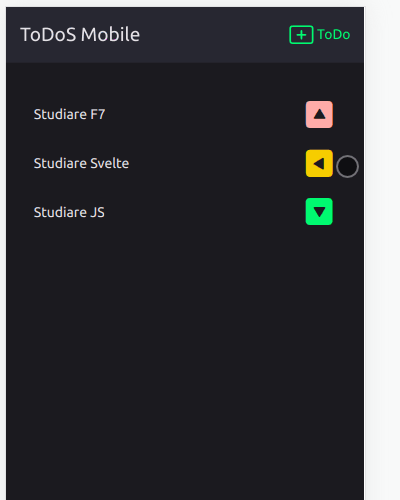 ToDoS Mobile
ToDo
Studiare F7
Studiare Svelte
Studiare JS